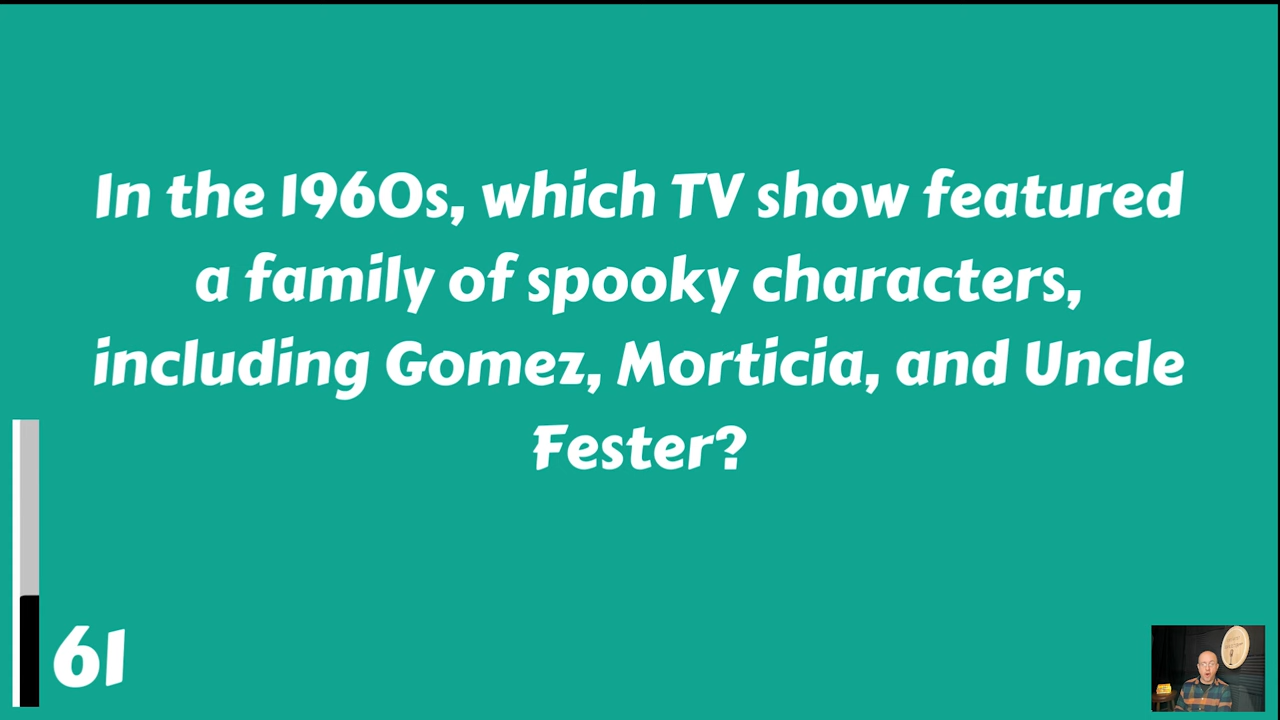 In the 1960s, which TV show featured
a family of spooky characters,
including Gomez, Morticia, and Uncle
Fester?
61